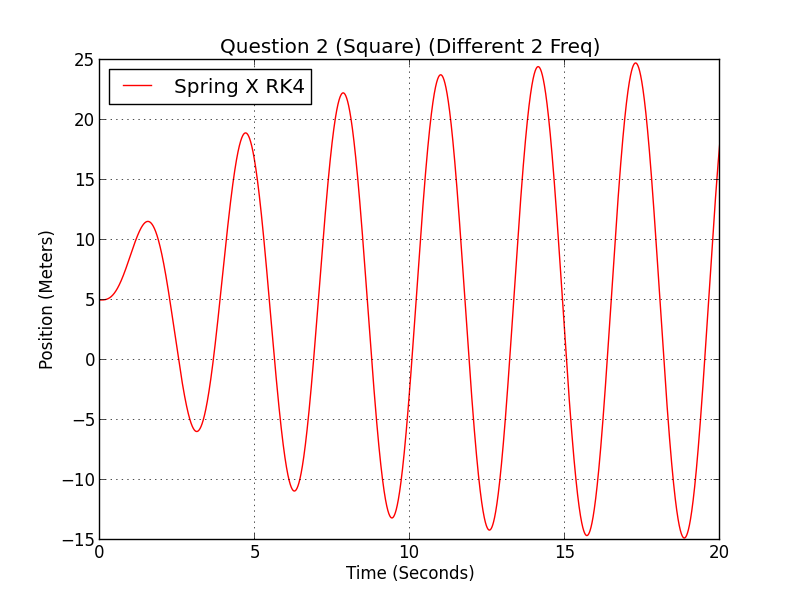 Question 2 (Square) (Different 2 Freq)
Spring X RK4
25
20
15
10
5
0
−5
−10
−15
Position (Meters)
0 5 10 15 20
Time (Seconds)